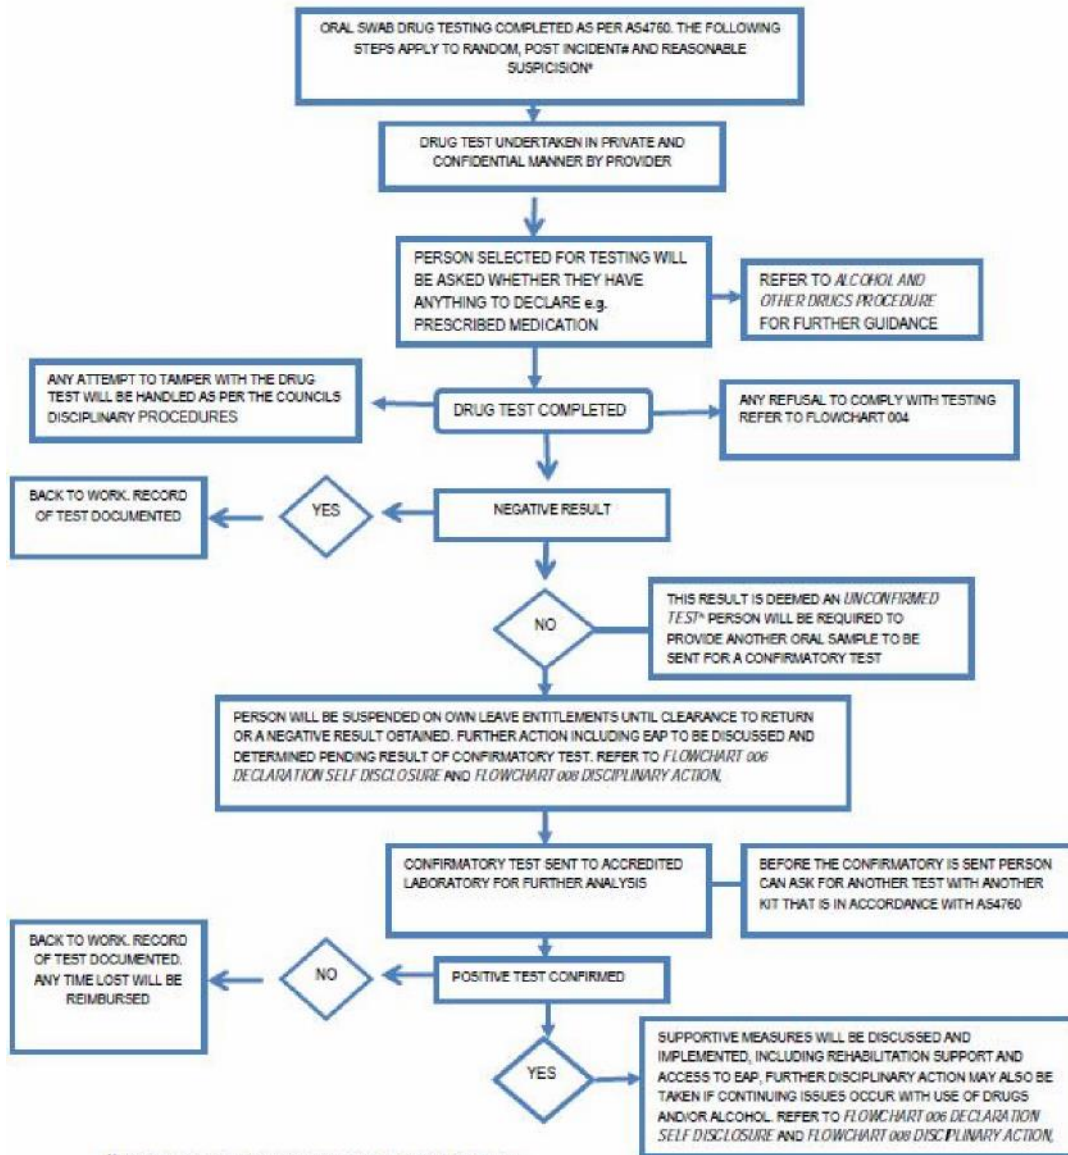 ORAL SWAB DRUG TESTING COMPLETED AS PER AS4760. THE FOLLOWING
STEPS APPLY TO RANDOM, POST INCIDENT# AND REASONABLE
SUSPICISION*
DRUG TEST UNDERTAKEN IN PRIVATE AND
CONFIDENTIAL MANNER BY PROVIDER
PERSON SELECTED FOR TESTING WILL
BE ASKED WHETHER THEY HAVE
ANYTHING TO DECLARE e.g.
PRESCRIBED MEDICATION
REFER TO ALCOHOL AND
OTHER DRUGS PROCEDURE
FOR FURTHER GUIDANCE
ANY ATTEMPT TO TAMPER WITH THE DRUG
TEST WILL BE HANDLED AS PER THE COUNCILS
DISCIPLINARY PROCEDURES
DRUG TEST COMPLETED
ANY REFUSAL TO COMPLY WITH TESTING
REFER TO FLOWCHART 004
BACK TO WORK. RECORD
OF TEST DOCUMENTED
YES
NEGATIVE RESULT
NO
THIS RESULT IS DEEMED AN UNCONFIRMED
TEST^ PERSON WILL BE REQUIRED TO
PROVIDE ANOTHER ORAL SAMPLE TO BE
SENT FOR A CONFIRMATORY TEST
PERSON WILL BE SUSPENDED ON OWN LEAVE ENTITLEMENTS UNTIL CLEARANCE TO RETURN
OR A NEGATIVE RESULT OBTAINED. FURTHER ACTION INCLUDING EAP TO BE DISCUSSED AND
DETERMINED PENDING RESULT OF CONFIRMATORY TEST. REFER TO FLOWCHART 006
DECLARATION SELF DISCLOSURE AND FLOWCHART 008 DISCIPLINARY ACTION,
CONFIRMATORY TEST SENT TO ACCREDITED
LABORATORY FOR FURTHER ANALYSIS
BEFORE THE CONFIRMATORY IS SENT PERSON
CAN ASK FOR ANOTHER TEST WITH ANOTHER
KIT THAT IS IN ACCORDANCE WITH AS4760
BACK TO WORK. RECORD
OF TEST DOCUMENTED.
ANY TIME LOST WILL BE
REIMBURSED
NO
POSITIVE TEST CONFIRMED
YES
SUPPORTIVE MEASURES WILL BE DISCUSSED AND
IMPLEMENTED, INCLUDING REHABILITATION SUPPORT AND
ACCESS TO EAP, FURTHER DISCIPLINARY ACTION MAY ALSO BE
TAKEN IF CONTINUING ISSUES OCCUR WITH USE OF DRUGS
AND/OR ALCOHOL. REFER TO FLOWCHART 006 DECLARATION
SELF DISCLOSURE AND FLOWCHART 008 DISCIPLINARY ACTION,